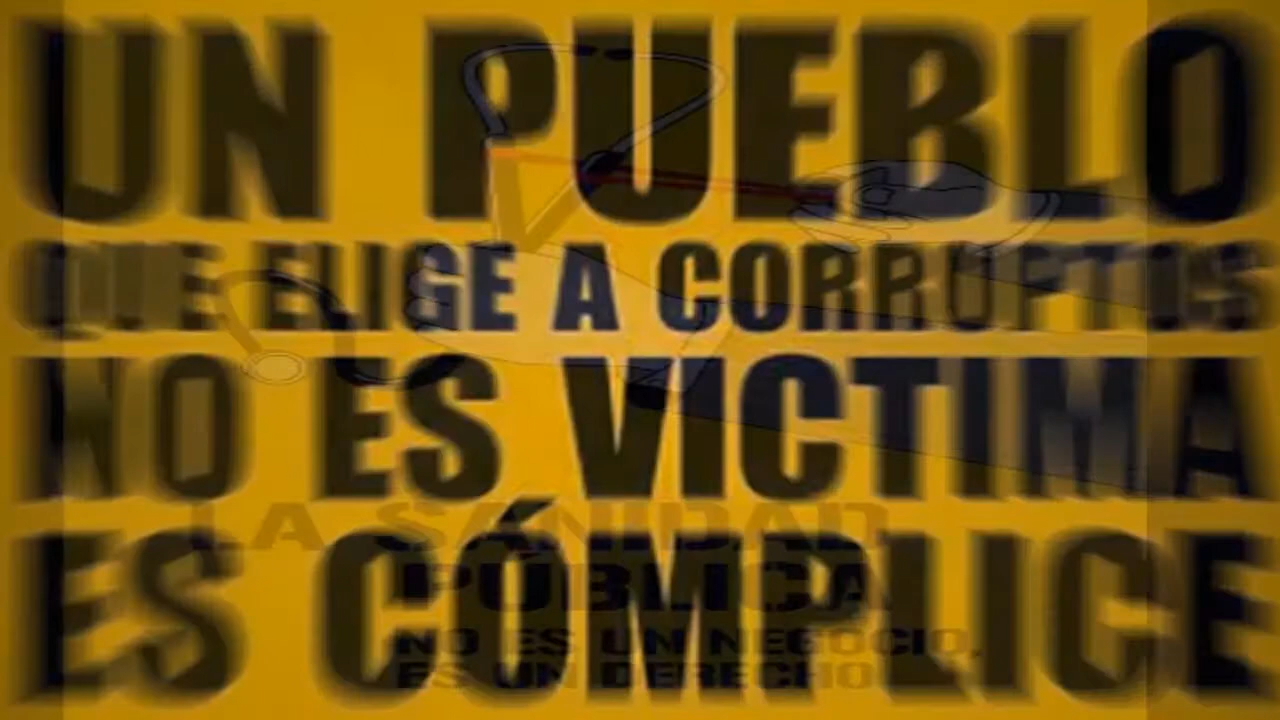 UN PUEBLO
QUE ELIGE A CORRUPTOS
NO ES VICTIMA
ES CÓMPLICE
LA SANIDAD
PÚBLICA
NO ES UN NEGOCIO,
ES UN DERECHO